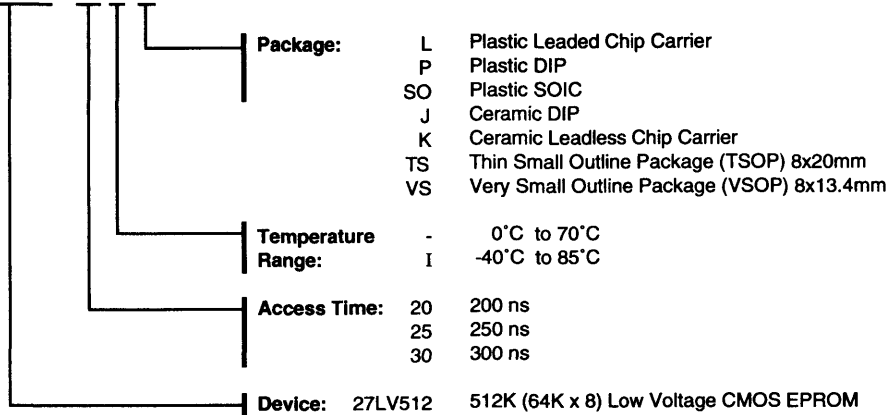 Package: L Plastic Leaded Chip Carrier
P Plastic DIP
SO Plastic SOIC
J Ceramic DIP
K Ceramic Leadless Chip Carrier
TS Thin Small Outline Package (TSOP) 8x20mm
VS Very Small Outline Package (VSOP) 8x13.4mm
Temperature - 0˚C to 70˚C
Range: I -40˚C to 85˚C
Access Time: 20 200 ns
25 250 ns
30 300 ns
Device: 27LV512 512K (64K x 8) Low Voltage CMOS EPROM